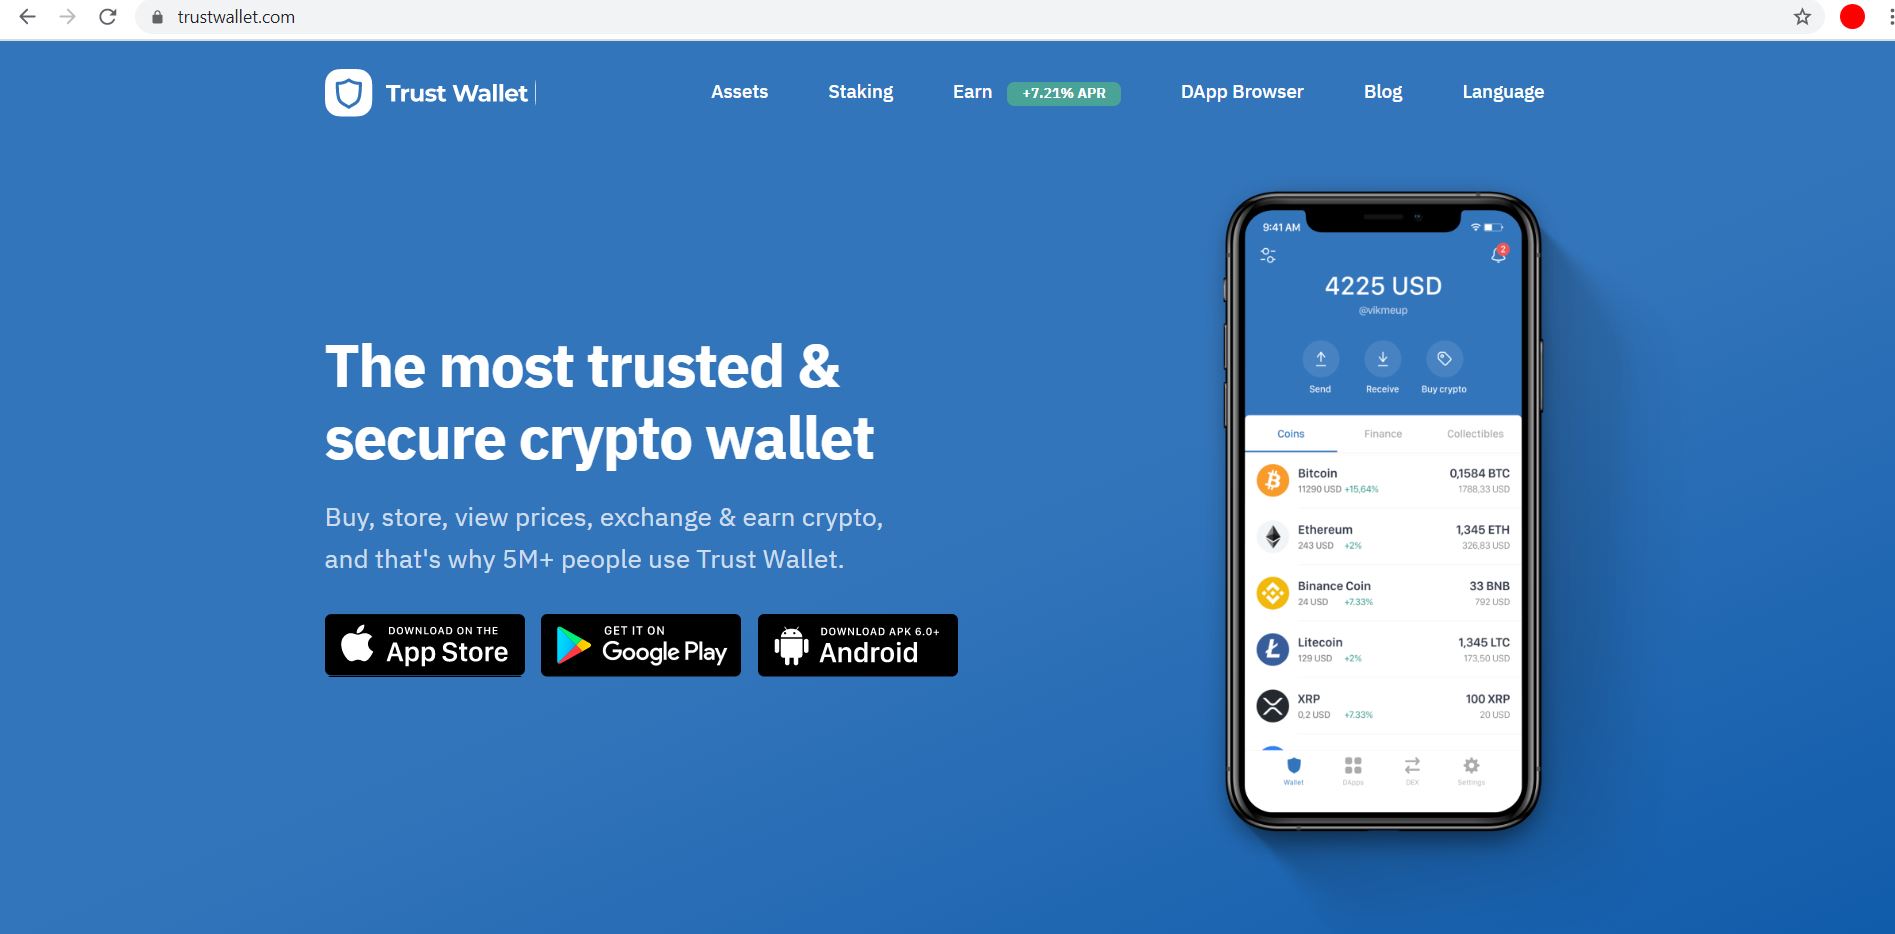 trustwallet.com
Trust Wallet
Assets
Staking
Earn
+7.21% APR
DApp Browser
Blog
Language
The most trusted &
secure crypto wallet
Buy, store, view prices, exchange & earn crypto,
and that's why 5M+ people use Trust Wallet.
DOWNLOAD ON THE
App Store
GET IT ON
Google Play
DOWNLOAD APK 6.0+
Android
9:41 AM
2
4225 USD
@vikmeup
Send
Receive
Buy crypto
Coins
Finance
Collectibles
Bitcoin
0,1584 BTC
11290 USD +15,64%
1788,33 USD
Ethereum
1,345 ETH
243 USD +2%
326,83 USD
Binance Coin
33 BNB
24 USD +7.33%
792 USD
Litecoin
1,345 LTC
129 USD +2%
173,50 USD
XRP
100 XRP
0,2 USD +7.33%
20 USD
Wallet
DApps
DEX
Settings